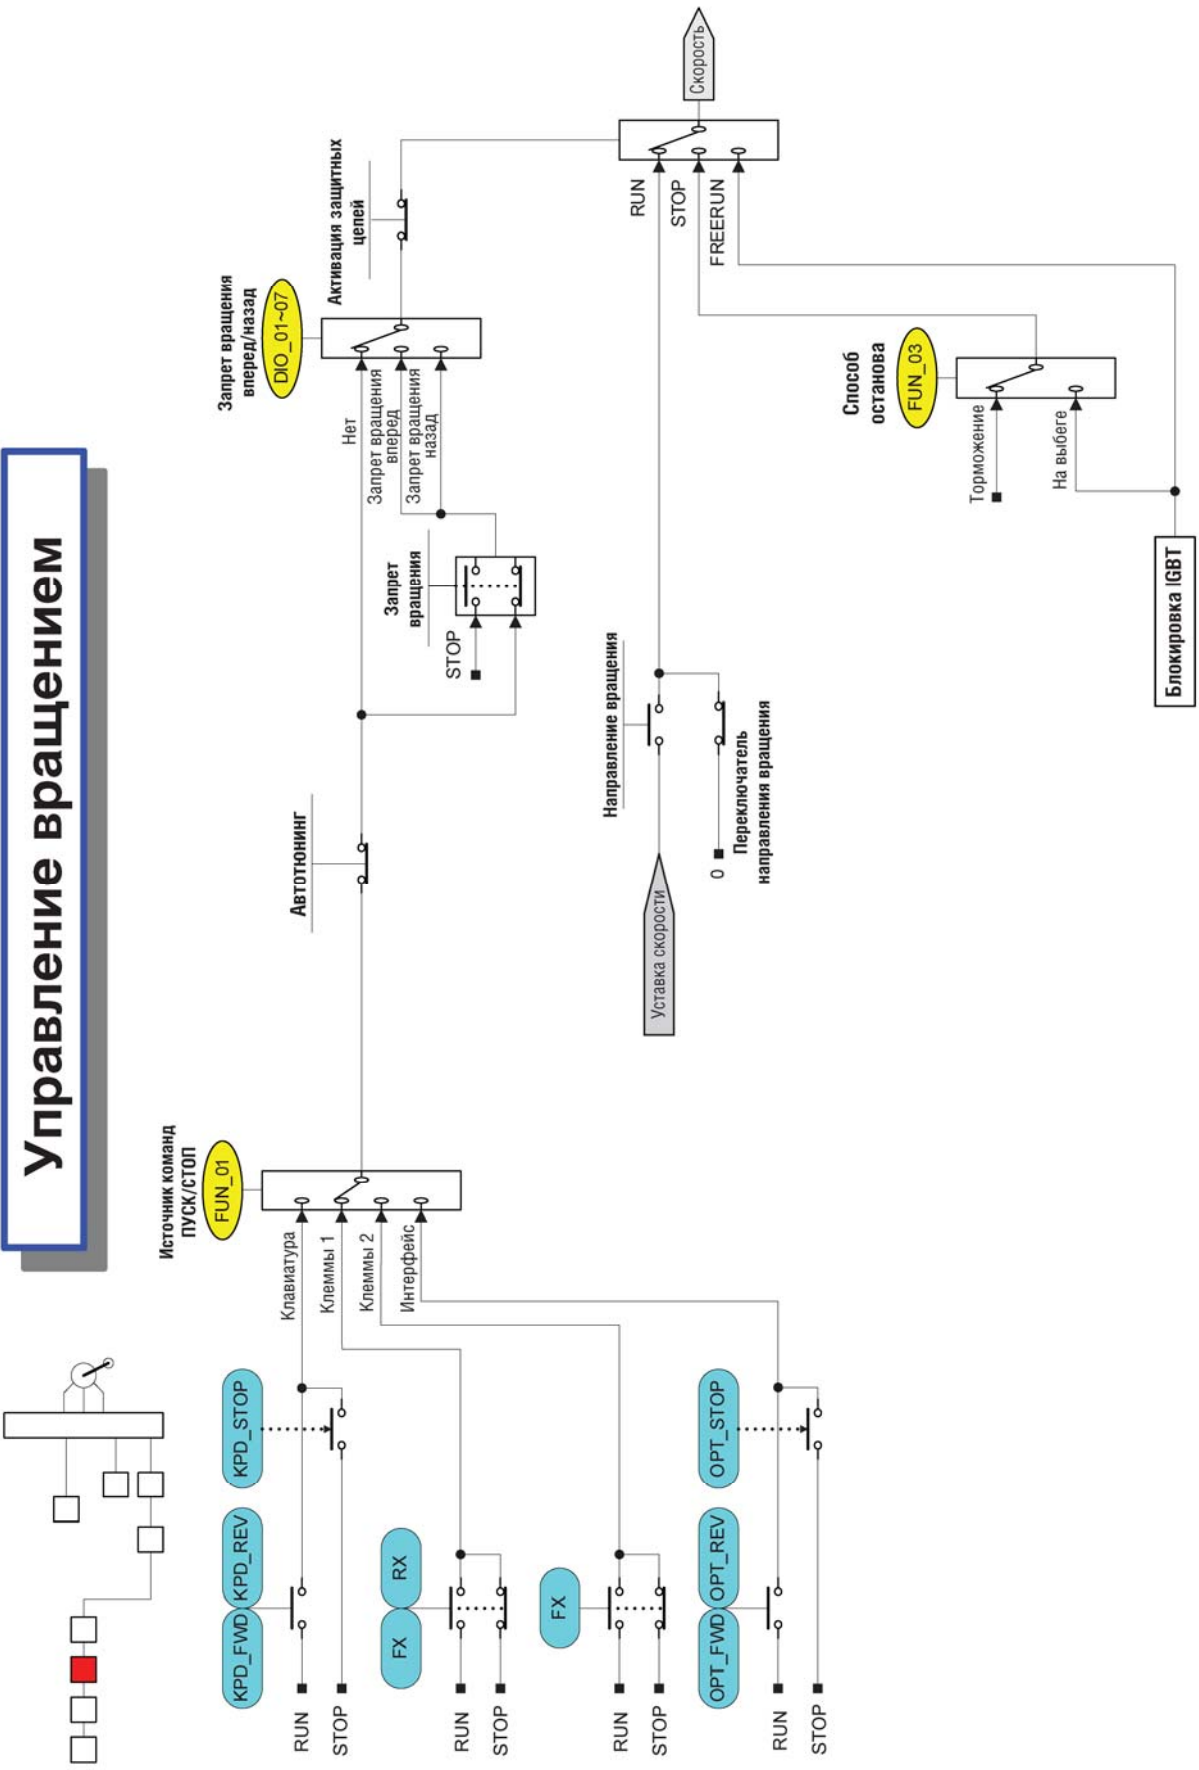 Управление вращением
Источник команд
ПУСК/СТОП
FUN_01
Клавиатура
Клеммы 1
Клеммы 2
Интерфейс
KPD_FWD
KPD_REV
KPD_STOP
RUN
STOP
FX
RX
RUN
STOP
FX
RUN
STOP
OPT_FWD
OPT_REV
OPT_STOP
RUN
STOP
Автотюнинг
Запрет
вращения
STOP
Запрет вращения
вперед/назад
DIO_01~07
Нет
Запрет вращения
вперед
Запрет вращения
назад
Активация защитных
цепей
Уставка скорости
Направление вращения
0
Переключатель
направления вращения
RUN
STOP
FREERUN
Скорость
Способ
останова
FUN_03
Торможение
На выбеге
Блокировка IGBT